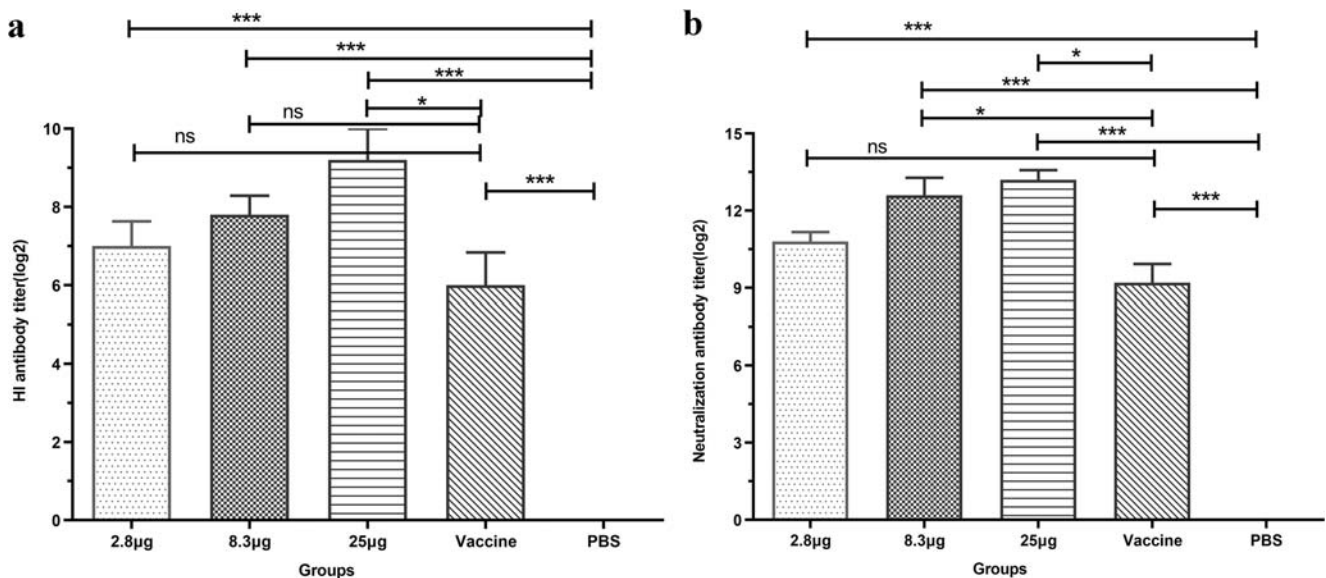 a
***
***
***
*
ns
ns
***
10
8
6
4
2
0
HI antibody titer(log2)
2.8µg
8.3µg
25µg
Vaccine
PBS
Groups
b
***
*
***
*
***
ns
***
15
12
9
6
3
0
Neutralization antibody titer(log2)
2.8µg
8.3µg
25µg
Vaccine
PBS
Groups